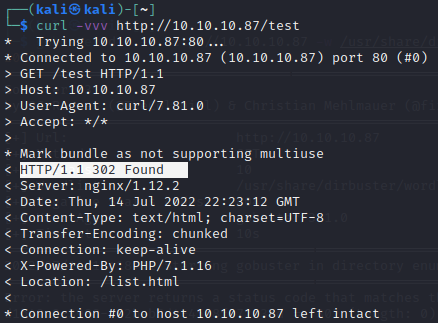 ┌──(kali㉿kali)-[~]
└─$ curl -vvv http://10.10.10.87/test
*   Trying 10.10.10.87:80...
* Connected to 10.10.10.87 (10.10.10.87) port 80 (#0)
> GET /test HTTP/1.1
> Host: 10.10.10.87
> User-Agent: curl/7.81.0
> Accept: */*
>
* Mark bundle as not supporting multiuse
< HTTP/1.1 302 Found
< Server: nginx/1.12.2
< Date: Thu, 14 Jul 2022 22:23:12 GMT
< Content-Type: text/html; charset=UTF-8
< Transfer-Encoding: chunked
< Connection: keep-alive
< X-Powered-By: PHP/7.1.16
< Location: /list.html
<
* Connection #0 to host 10.10.10.87 left intact